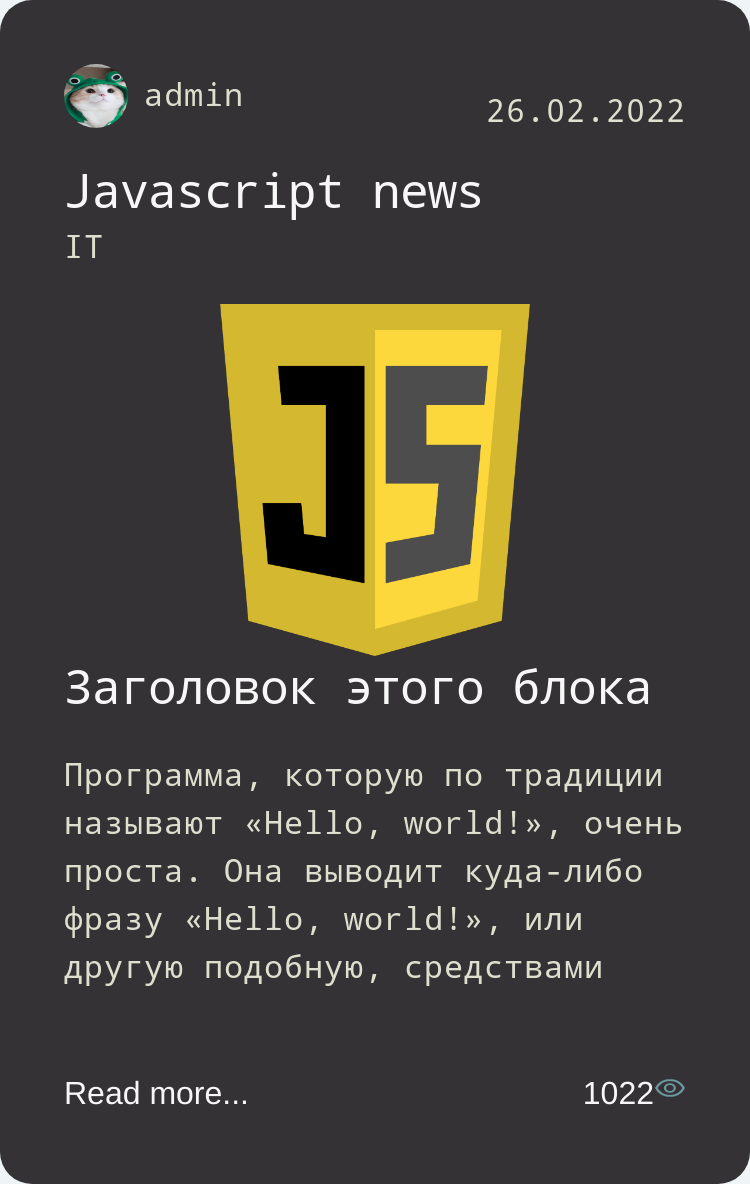 admin
26.02.2022
Javascript news
IT
JS
Заголовок этого блока
Программа, которую по традиции
называют «Hello, world!», очень
проста. Она выводит куда-либо
фразу «Hello, world!», или
другую подобную, средствами
Read more...
1022